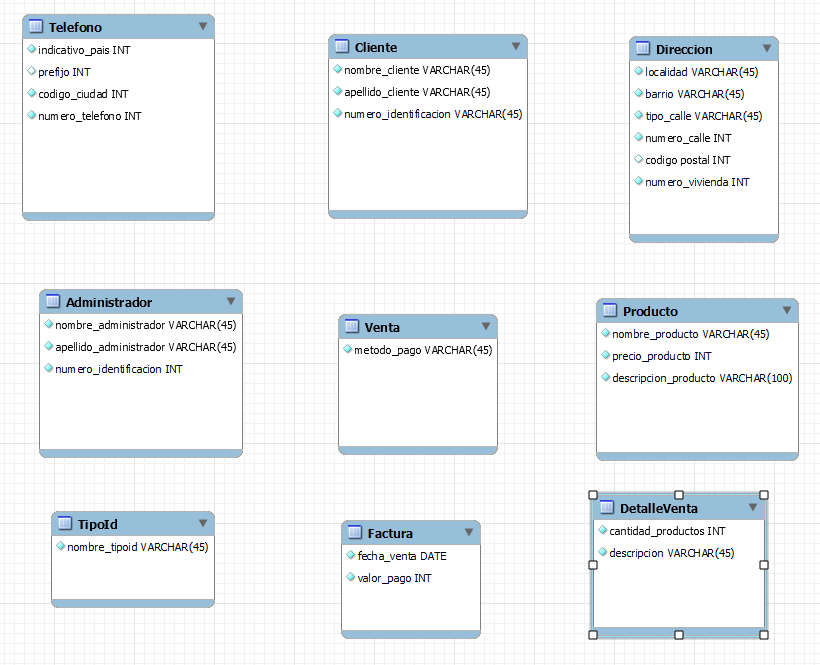 Telefono
indicativo_pais INT
prefijo INT
codigo_ciudad INT
numero_telefono INT
Cliente
nombre_cliente VARCHAR(45)
apellido_cliente VARCHAR(45)
numero_identificacion VARCHAR(45)
Direccion
localidad VARCHAR(45)
barrio VARCHAR(45)
tipo_calle VARCHAR(45)
numero_calle INT
codigo postal INT
numero_vivienda INT
Administrador
nombre_administrador VARCHAR(45)
apellido_administrador VARCHAR(45)
numero_identificacion INT
Venta
metodo_pago VARCHAR(45)
Producto
nombre_producto VARCHAR(45)
precio_producto INT
descripcion_producto VARCHAR(100)
TipoId
nombre_tipoid VARCHAR(45)
Factura
fecha_venta DATE
valor_pago INT
DetalleVenta
cantidad_productos INT
descripcion VARCHAR(45)